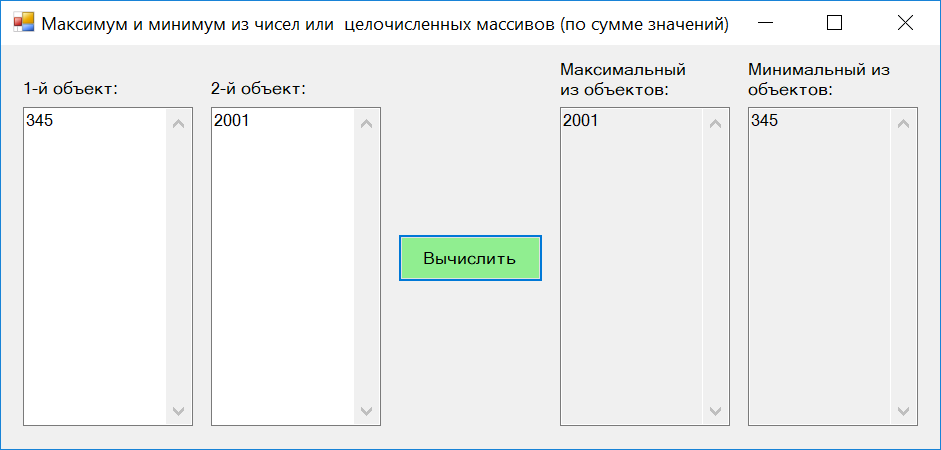 Максимум и минимум из чисел или  целочисленных массивов (по сумме значений)
1-й объект:
2-й объект:
Максимальный
из объектов:
Минимальный из
объектов:
345
2001
2001
345
Вычислить